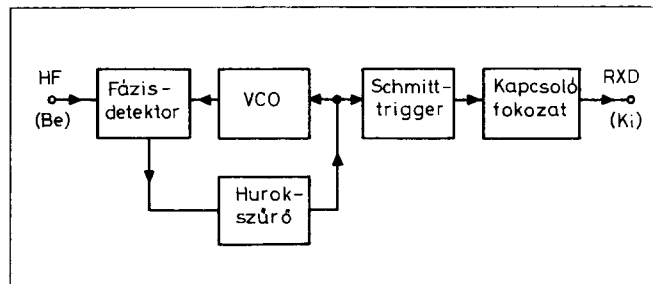 HF
(Be)
Fázis-
detektor
VCO
Hurok-
szűrő
Schmitt-
trigger
Kapcsoló
fokozat
RXD
(Ki)